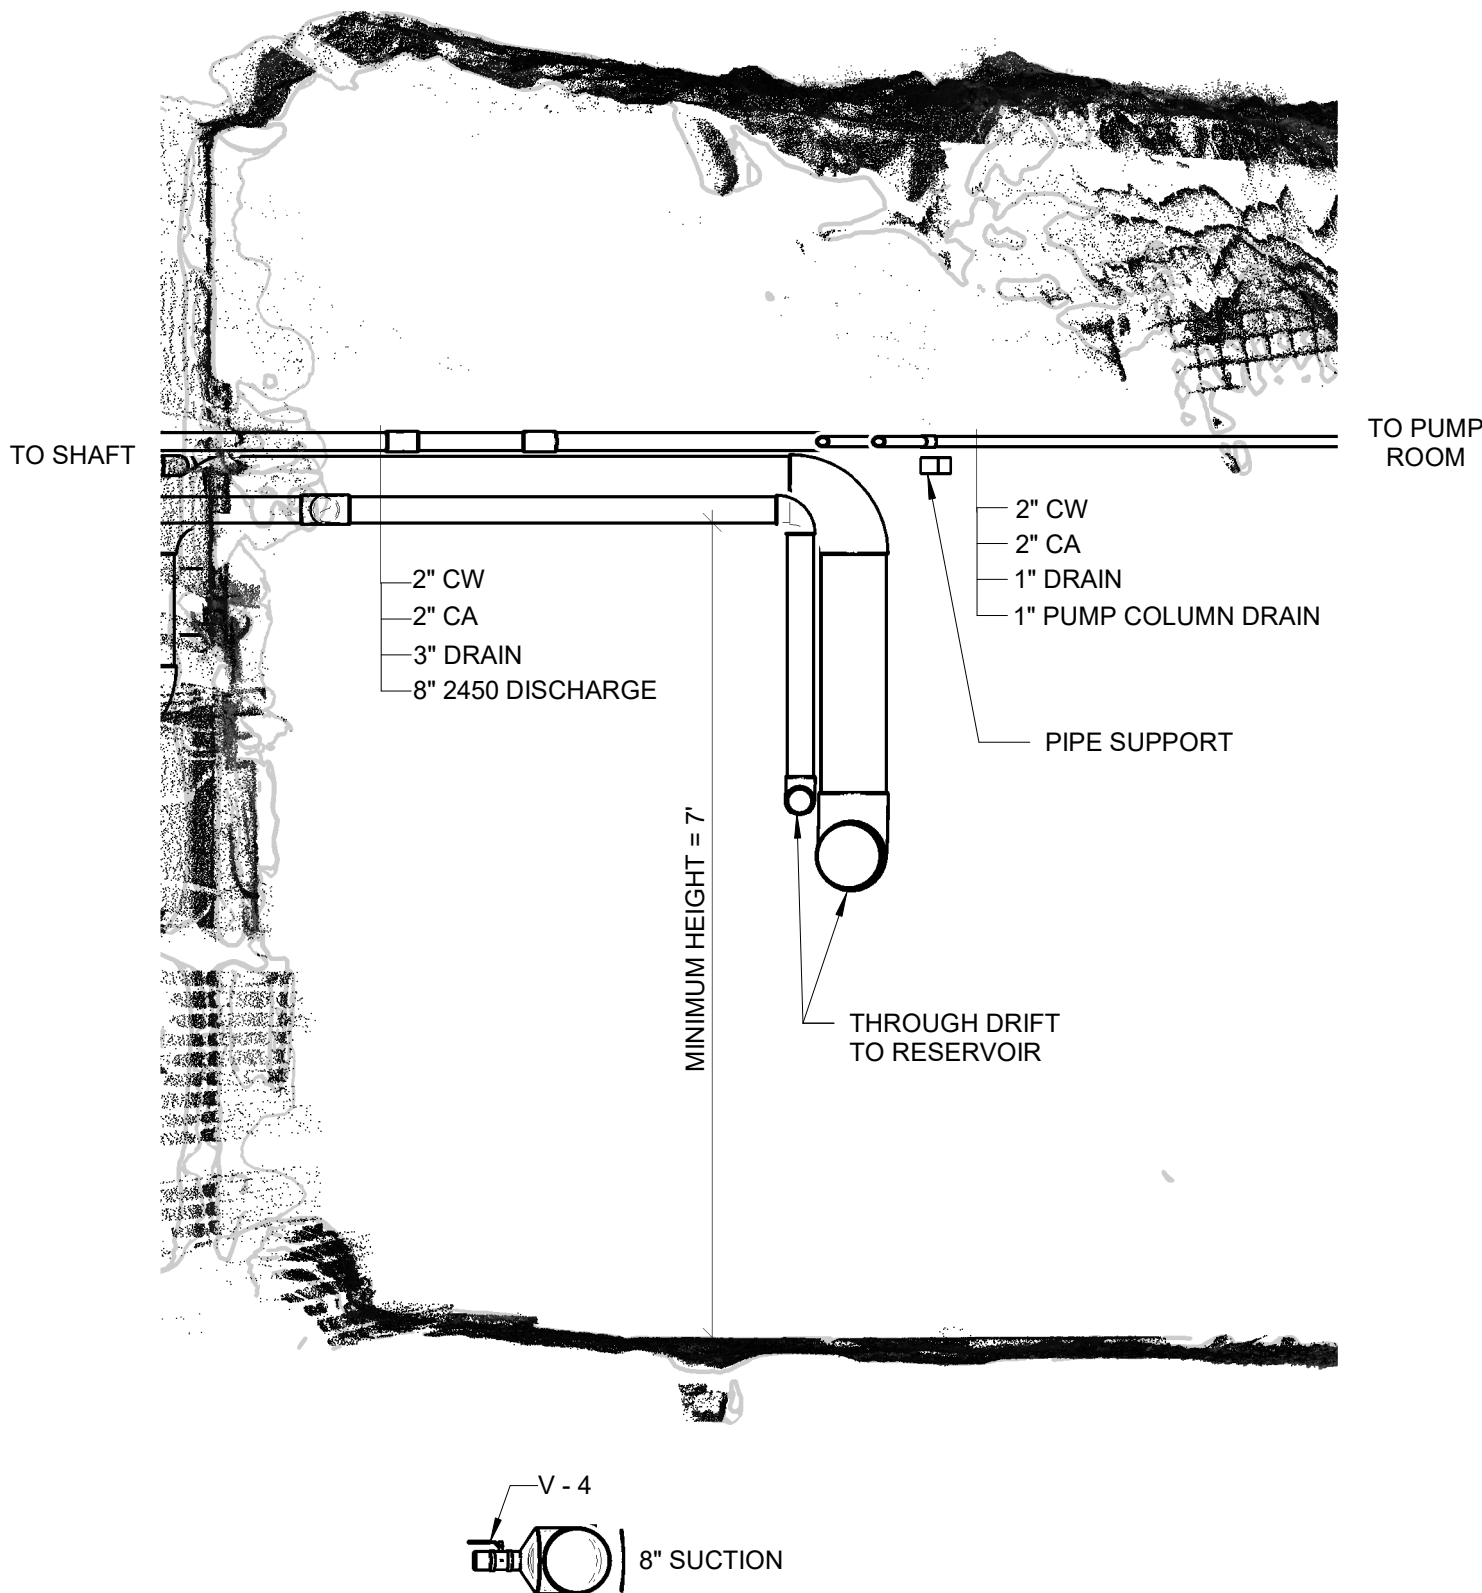 TO SHAFT
TO PUMP
ROOM
2" CW
2" CA
1" DRAIN
1" PUMP COLUMN DRAIN
2" CW
2" CA
3" DRAIN
8" 2450 DISCHARGE
PIPE SUPPORT
MINIMUM HEIGHT = 7'
THROUGH DRIFT
TO RESERVOIR
V - 4
8" SUCTION